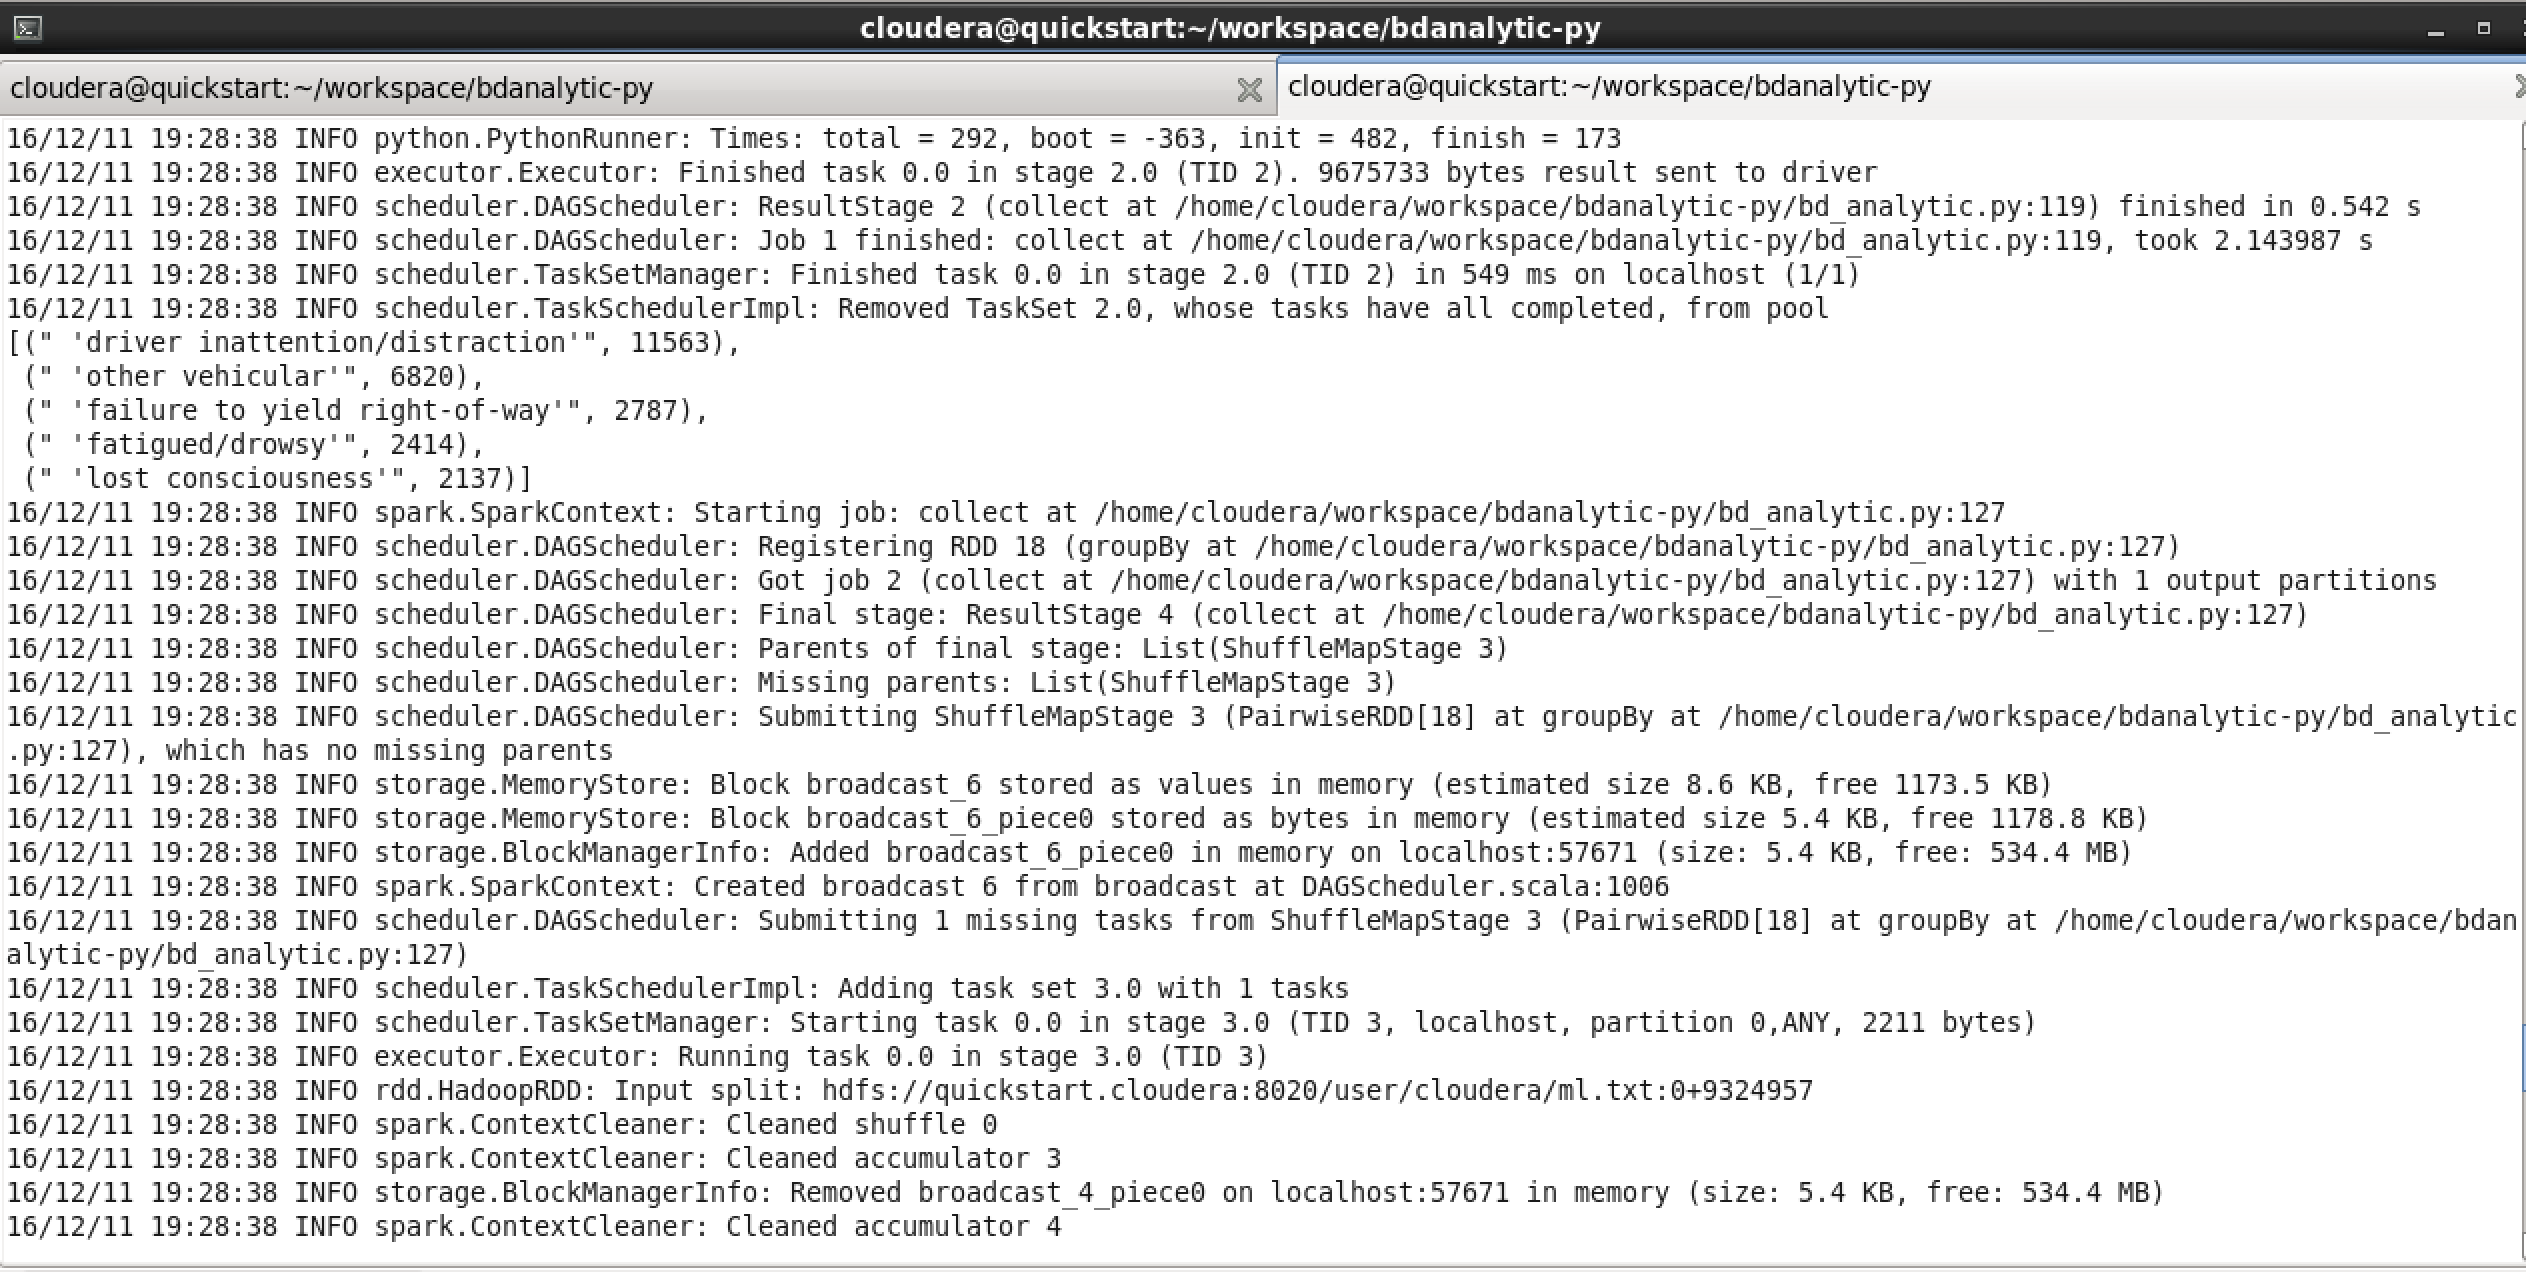 cloudera@quickstart:~/workspace/bdanalytic-py
cloudera@quickstart:~/workspace/bdanalytic-py
cloudera@quickstart:~/workspace/bdanalytic-py
16/12/11 19:28:38 INFO python.PythonRunner: Times: total = 292, boot = -363, init = 482, finish = 173
16/12/11 19:28:38 INFO executor.Executor: Finished task 0.0 in stage 2.0 (TID 2). 9675733 bytes result sent to driver
16/12/11 19:28:38 INFO scheduler.DAGScheduler: ResultStage 2 (collect at /home/cloudera/workspace/bdanalytic-py/bd_analytic.py:119) finished in 0.542 s
16/12/11 19:28:38 INFO scheduler.DAGScheduler: Job 1 finished: collect at /home/cloudera/workspace/bdanalytic-py/bd_analytic.py:119, took 2.143987 s
16/12/11 19:28:38 INFO scheduler.TaskSetManager: Finished task 0.0 in stage 2.0 (TID 2) in 549 ms on localhost (1/1)
16/12/11 19:28:38 INFO scheduler.TaskSchedulerImpl: Removed TaskSet 2.0, whose tasks have all completed, from pool
[(" 'driver inattention/distraction'", 11563),
 (" 'other vehicular'", 6820),
 (" 'failure to yield right-of-way'", 2787),
 (" 'fatigued/drowsy'", 2414),
 (" 'lost consciousness'", 2137)]
16/12/11 19:28:38 INFO spark.SparkContext: Starting job: collect at /home/cloudera/workspace/bdanalytic-py/bd_analytic.py:127
16/12/11 19:28:38 INFO scheduler.DAGScheduler: Registering RDD 18 (groupBy at /home/cloudera/workspace/bdanalytic-py/bd_analytic.py:127)
16/12/11 19:28:38 INFO scheduler.DAGScheduler: Got job 2 (collect at /home/cloudera/workspace/bdanalytic-py/bd_analytic.py:127) with 1 output partitions
16/12/11 19:28:38 INFO scheduler.DAGScheduler: Final stage: ResultStage 4 (collect at /home/cloudera/workspace/bdanalytic-py/bd_analytic.py:127)
16/12/11 19:28:38 INFO scheduler.DAGScheduler: Parents of final stage: List(ShuffleMapStage 3)
16/12/11 19:28:38 INFO scheduler.DAGScheduler: Missing parents: List(ShuffleMapStage 3)
16/12/11 19:28:38 INFO scheduler.DAGScheduler: Submitting ShuffleMapStage 3 (PairwiseRDD[18] at groupBy at /home/cloudera/workspace/bdanalytic-py/bd_analytic
.py:127), which has no missing parents
16/12/11 19:28:38 INFO storage.MemoryStore: Block broadcast_6 stored as values in memory (estimated size 8.6 KB, free 1173.5 KB)
16/12/11 19:28:38 INFO storage.MemoryStore: Block broadcast_6_piece0 stored as bytes in memory (estimated size 5.4 KB, free 1178.8 KB)
16/12/11 19:28:38 INFO storage.BlockManagerInfo: Added broadcast_6_piece0 in memory on localhost:57671 (size: 5.4 KB, free: 534.4 MB)
16/12/11 19:28:38 INFO spark.SparkContext: Created broadcast 6 from broadcast at DAGScheduler.scala:1006
16/12/11 19:28:38 INFO scheduler.DAGScheduler: Submitting 1 missing tasks from ShuffleMapStage 3 (PairwiseRDD[18] at groupBy at /home/cloudera/workspace/bdan
alytic-py/bd_analytic.py:127)
16/12/11 19:28:38 INFO scheduler.TaskSchedulerImpl: Adding task set 3.0 with 1 tasks
16/12/11 19:28:38 INFO scheduler.TaskSetManager: Starting task 0.0 in stage 3.0 (TID 3, localhost, partition 0,ANY, 2211 bytes)
16/12/11 19:28:38 INFO executor.Executor: Running task 0.0 in stage 3.0 (TID 3)
16/12/11 19:28:38 INFO rdd.HadoopRDD: Input split: hdfs://quickstart.cloudera:8020/user/cloudera/ml.txt:0+9324957
16/12/11 19:28:38 INFO spark.ContextCleaner: Cleaned shuffle 0
16/12/11 19:28:38 INFO spark.ContextCleaner: Cleaned accumulator 3
16/12/11 19:28:38 INFO storage.BlockManagerInfo: Removed broadcast_4_piece0 on localhost:57671 in memory (size: 5.4 KB, free: 534.4 MB)
16/12/11 19:28:38 INFO spark.ContextCleaner: Cleaned accumulator 4